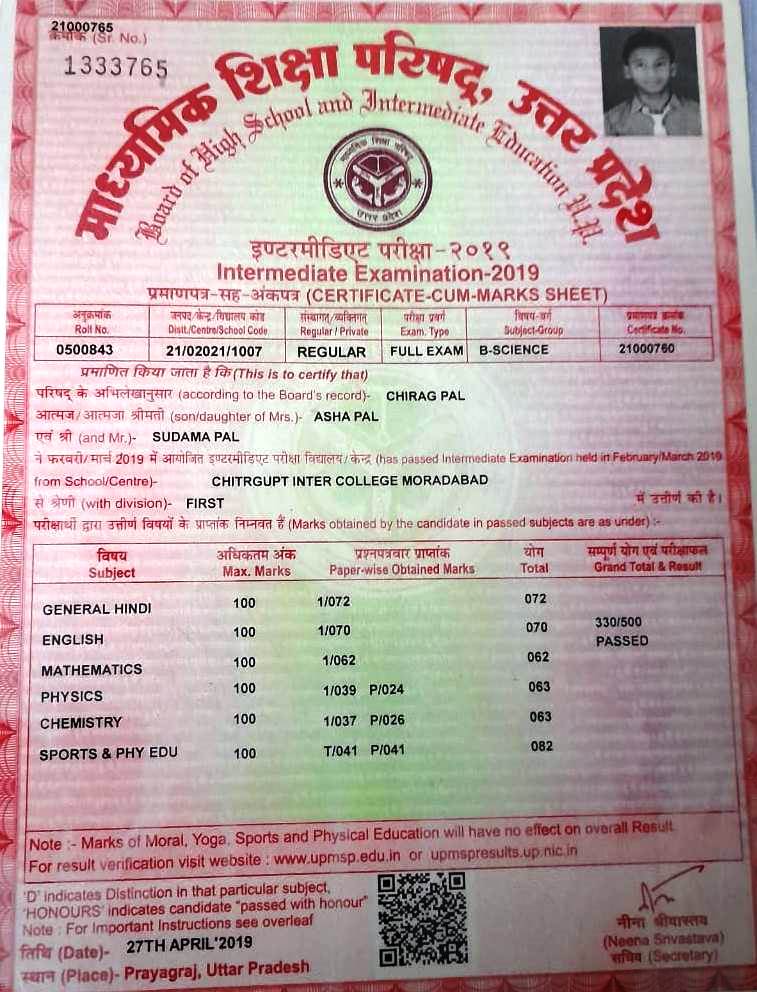 21000765
क्रमांक (Sr. No.)
1333765
माध्यमिक शिक्षा परिषद्, उत्तर प्रदेश
Board of High School and Intermediate Education U.P.
माध्यमिक शिक्षा परिषद
उत्तर प्रदेश
इण्टरमीडिएट परीक्षा-२०१९
Intermediate Examination-2019
प्रमाणपत्र-सह-अंकपत्र (CERTIFICATE-CUM-MARKS SHEET)
अनुक्रमांक जनपद/केन्द्र/विद्यालय कोड संस्थागत/व्यक्तिगत परीक्षा प्रवर्ग विषय-वर्ग प्रमाणपत्र क्रमांक
Roll No. Distt./Centre/School Code Regular / Private Exam. Type Subject-Group Certificate No.
0500843 21/02021/1007 REGULAR FULL EXAM B-SCIENCE 21000760
प्रमाणित किया जाता है कि (This is to certify that)
परिषद के अभिलेखानुसार (according to the Board's record)- CHIRAG PAL
आत्मज/आत्मजा श्रीमती (son/daughter of Mrs.)- ASHA PAL
एवं श्री (and Mr.)- SUDAMA PAL
ने फरवरी/मार्च 2019 में आयोजित इण्टरमीडिएट परीक्षा विद्यालय/केन्द्र (has passed Intermediate Examination held in February/March 2019
from School/Centre)- CHITRGUPT INTER COLLEGE MORADABAD
से श्रेणी (with division)- FIRST में उत्तीर्ण की है।
परीक्षार्थी द्वारा उत्तीर्ण विषयों के प्राप्तांक निम्नवत हैं (Marks obtained by the candidate in passed subjects are as under) :-
विषय अधिकतम अंक प्रश्नपत्रवार प्राप्तांक योग सम्पूर्ण योग एवं परीक्षाफल
Subject Max. Marks Paper-wise Obtained Marks Total Grand Total & Result
GENERAL HINDI 100 1/072 072
ENGLISH 100 1/070 070 330/500
PASSED
MATHEMATICS 100 1/062 062
PHYSICS 100 1/039 P/024 063
CHEMISTRY 100 1/037 P/026 063
SPORTS & PHY EDU 100 T/041 P/041 082
Note :- Marks of Moral, Yoga, Sports and Physical Education will have no effect on overall Result
For result verification visit website : www.upmsp.edu.in or upmspresults.up.nic.in
'D' indicates Distinction in that particular subject,
'HONOURS' indicates candidate "passed with honour"
Note : For Important Instructions see overleaf
तिथि (Date)- 27TH APRIL'2019
स्थान (Place)- Prayagraj, Uttar Pradesh
नीना श्रीवास्तव
(Neena Srivastava)
सचिव (Secretary)